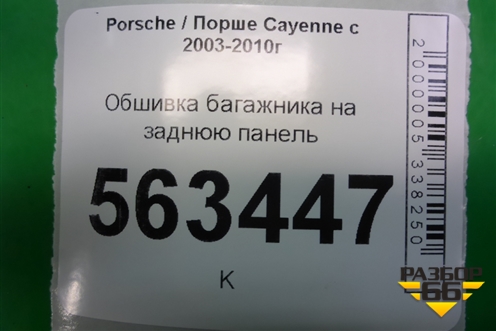 Porsche / Порше Cayenne с
2003-2010г
Обшивка багажника на
заднюю панель
563447
К
2000005338250
РАЗБОР
66